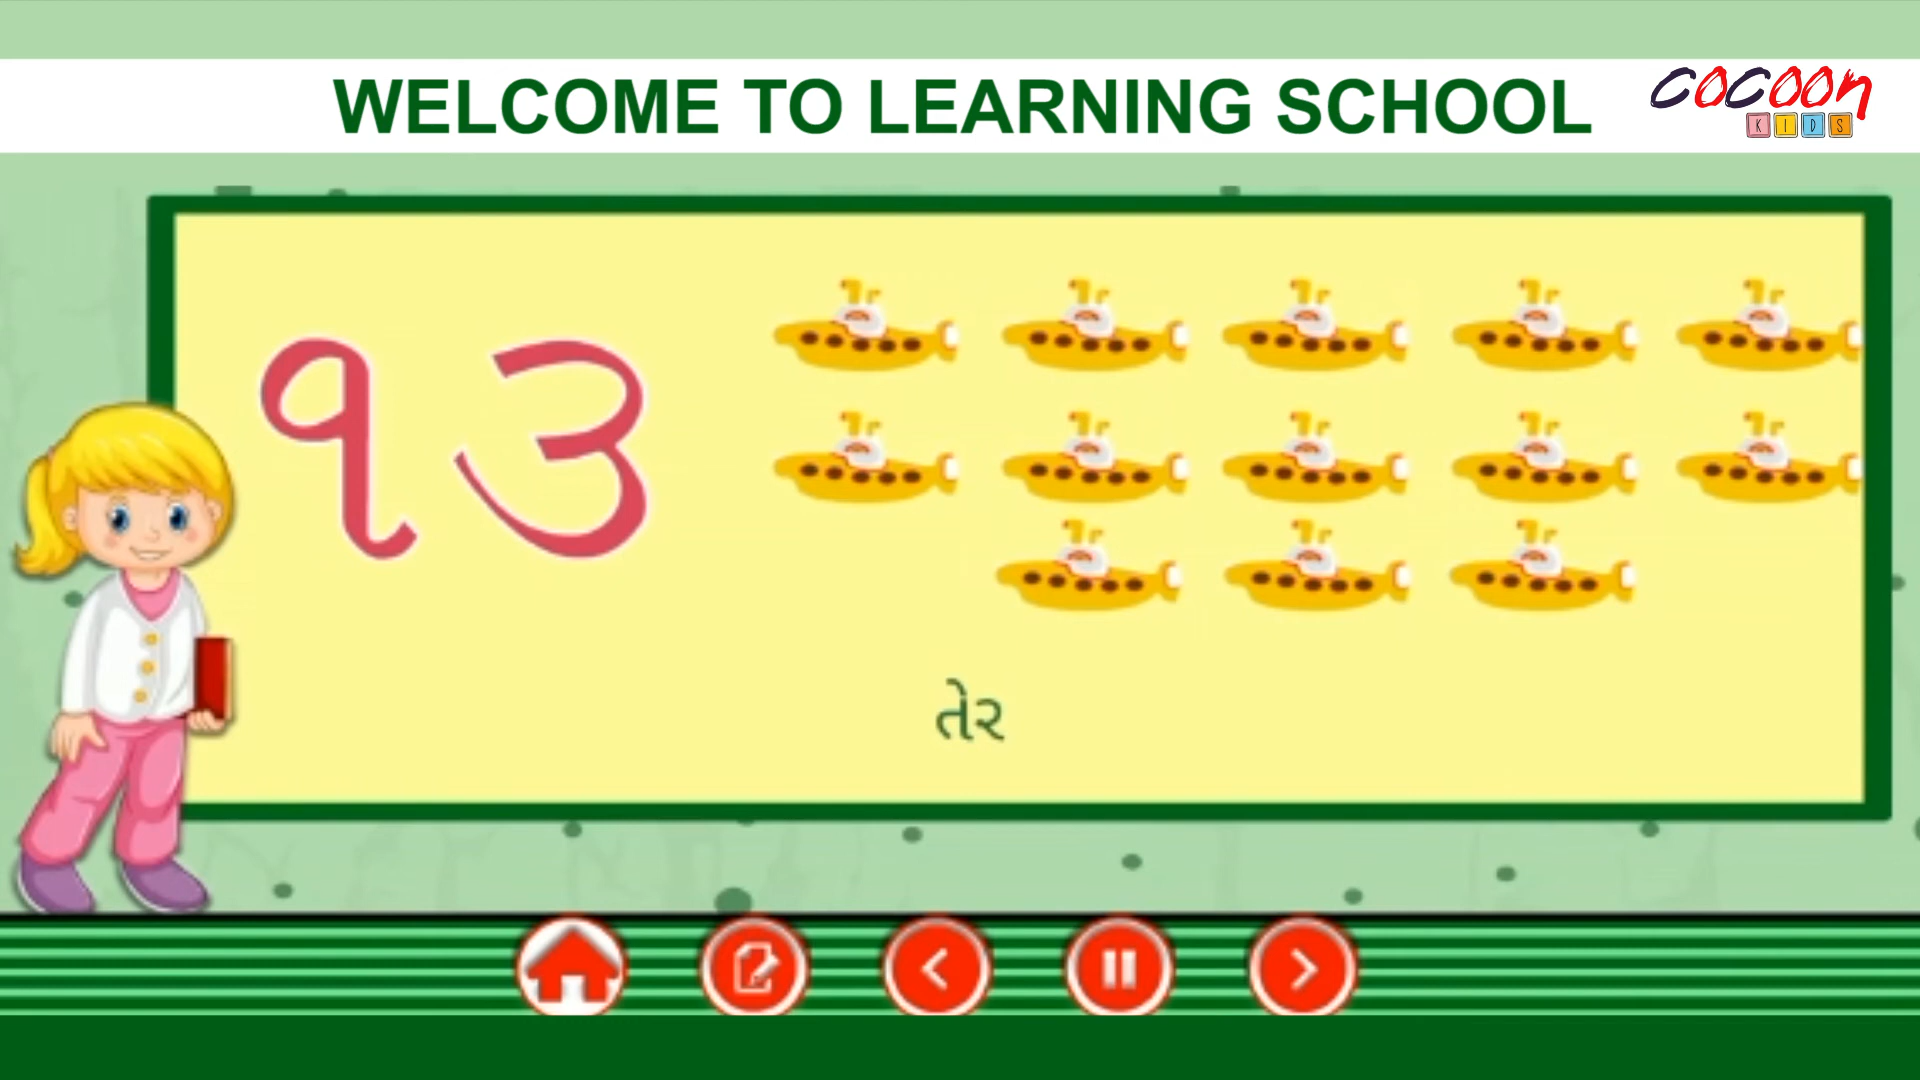 WELCOME TO LEARNING SCHOOL
cocoon
KIDS
૧૩
તેર